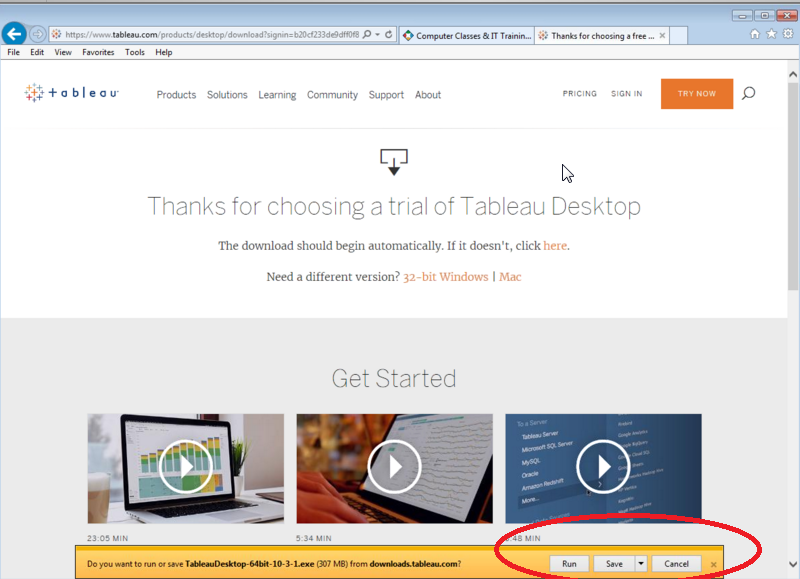 https://www.tableau.com/products/desktop/download?signin=b20cf233de9dff0f8
Computer Classes & IT Trainin...
Thanks for choosing a free ...
File Edit View Favorites Tools Help
tableau
Products Solutions Learning Community Support About
PRICING SIGN IN TRY NOW
Thanks for choosing a trial of Tableau Desktop
The download should begin automatically. If it doesn't, click here.
Need a different version? 32-bit Windows | Mac
Get Started
To a Server
Tableau Server
Microsoft SQL Server
MySQL
Oracle
Amazon Redshift
More...
23:05 MIN
5:34 MIN
:48 MIN
Do you want to run or save TableauDesktop-64bit-10-3-1.exe (307 MB) from downloads.tableau.com?
Run Save Cancel